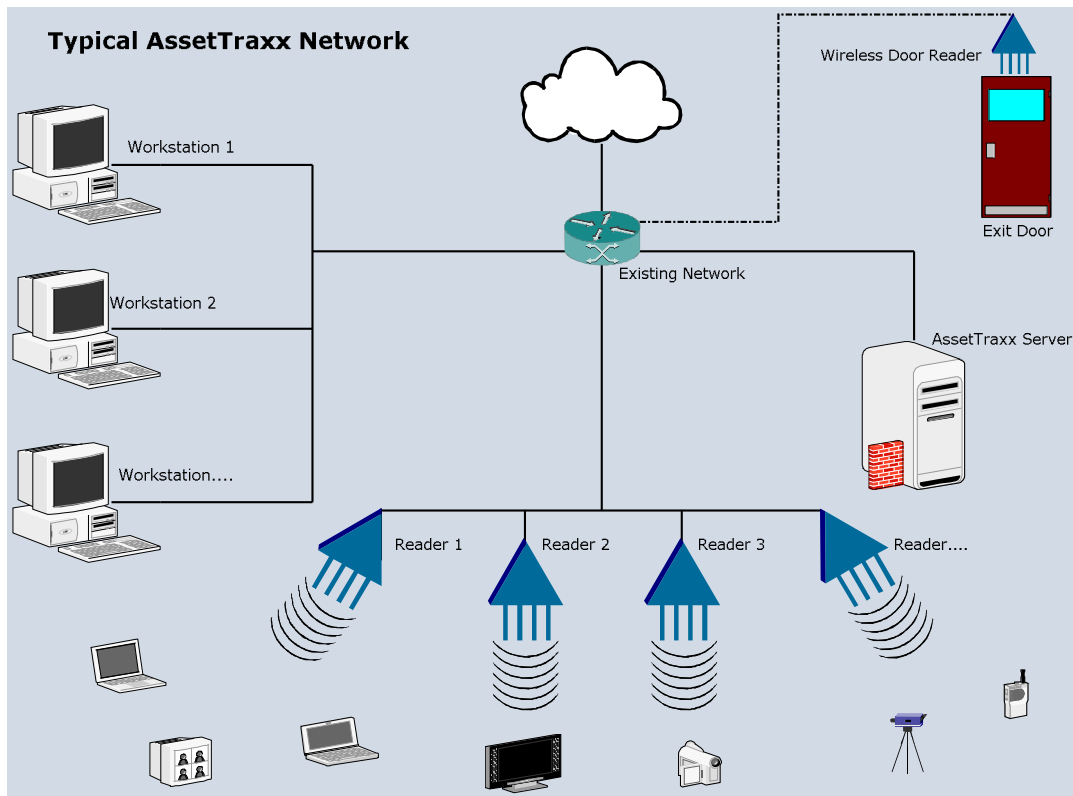 Typical AssetTraxx Network
Wireless Door Reader
Workstation 1
Exit Door
Existing Network
Workstation 2
AssetTraxx Server
Workstation....
Reader 1
Reader 2
Reader 3
Reader....